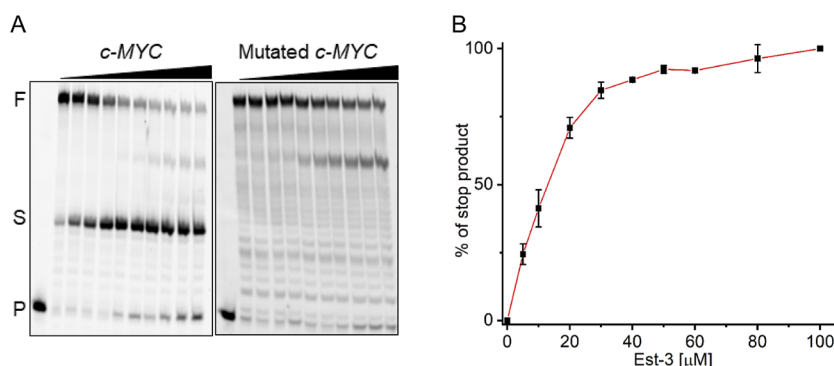 A
c-MYC
Mutated c-MYC
F
S
P
B
% of stop product
100
50
0
0
20
40
60
80
100
Est-3 [µM]